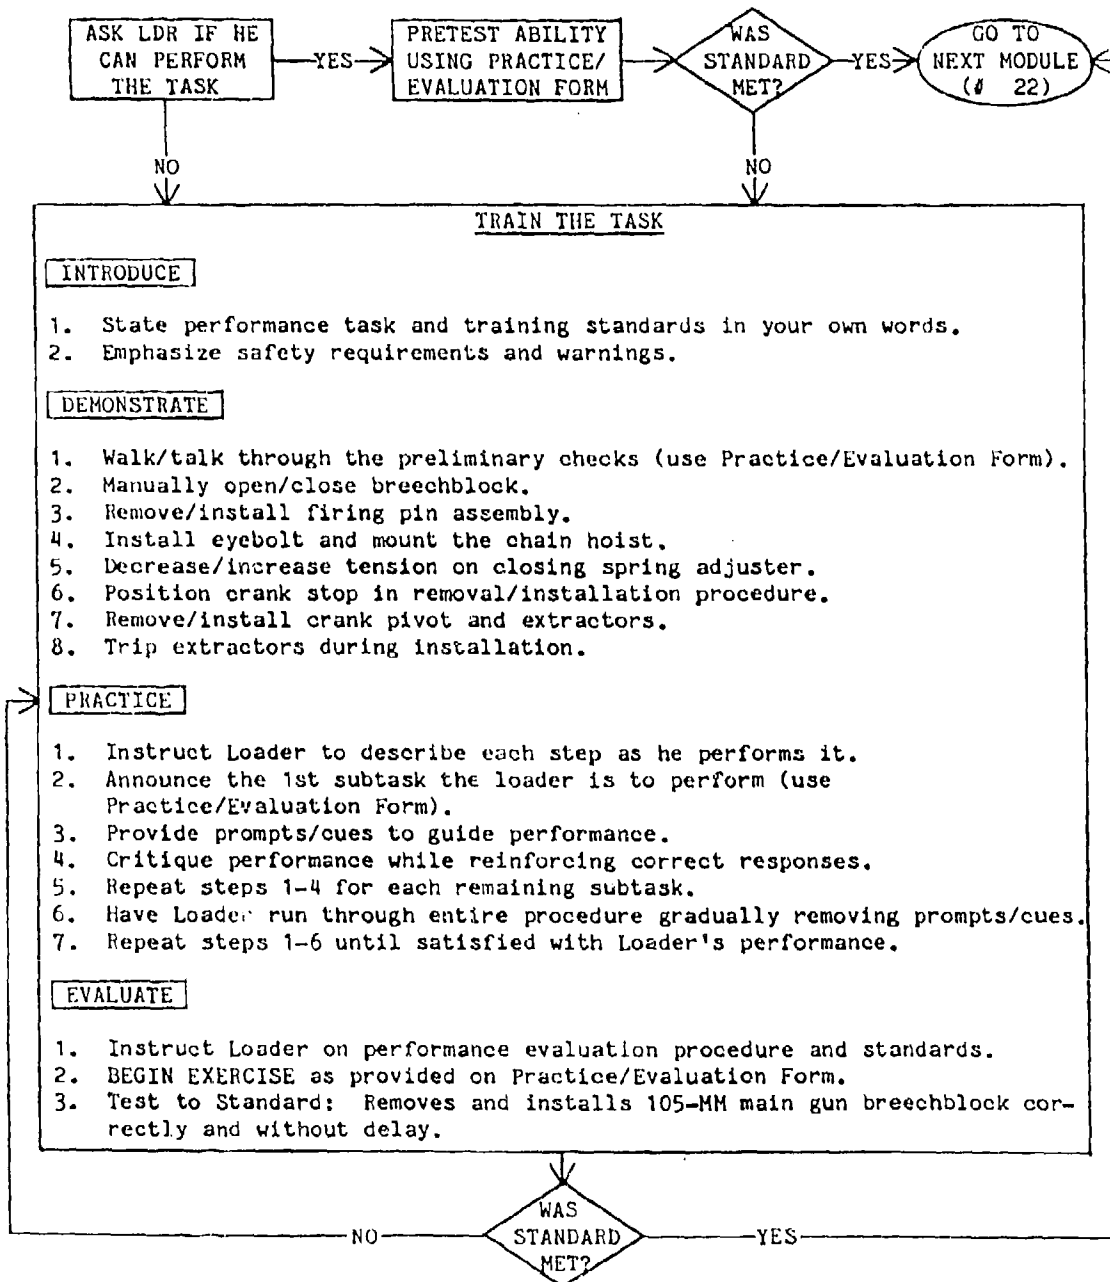 ASK LDR IF HE
CAN PERFORM
THE TASK
YES
PRETEST ABILITY
USING PRACTICE/
EVALUATION FORM
WAS
STANDARD
MET?
YES
GO TO
NEXT MODULE
(# 22)
NO
NO
TRAIN THE TASK
INTRODUCE
1. State performance task and training standards in your own words.
2. Emphasize safety requirements and warnings.
DEMONSTRATE
1. Walk/talk through the preliminary checks (use Practice/Evaluation Form).
2. Manually open/close breechblock.
3. Remove/install firing pin assembly.
4. Install eyebolt and mount the chain hoist.
5. Decrease/increase tension on closing spring adjuster.
6. Position crank stop in removal/installation procedure.
7. Remove/install crank pivot and extractors.
8. Trip extractors during installation.
PRACTICE
1. Instruct Loader to describe each step as he performs it.
2. Announce the 1st subtask the loader is to perform (use
Practice/Evaluation Form).
3. Provide prompts/cues to guide performance.
4. Critique performance while reinforcing correct responses.
5. Repeat steps 1-4 for each remaining subtask.
6. Have Loader run through entire procedure gradually removing prompts/cues.
7. Repeat steps 1-6 until satisfied with Loader's performance.
EVALUATE
1. Instruct Loader on performance evaluation procedure and standards.
2. BEGIN EXERCISE as provided on Practice/Evaluation Form.
3. Test to Standard: Removes and installs 105-MM main gun breechblock cor-
rectly and without delay.
WAS
STANDARD
MET?
NO
YES